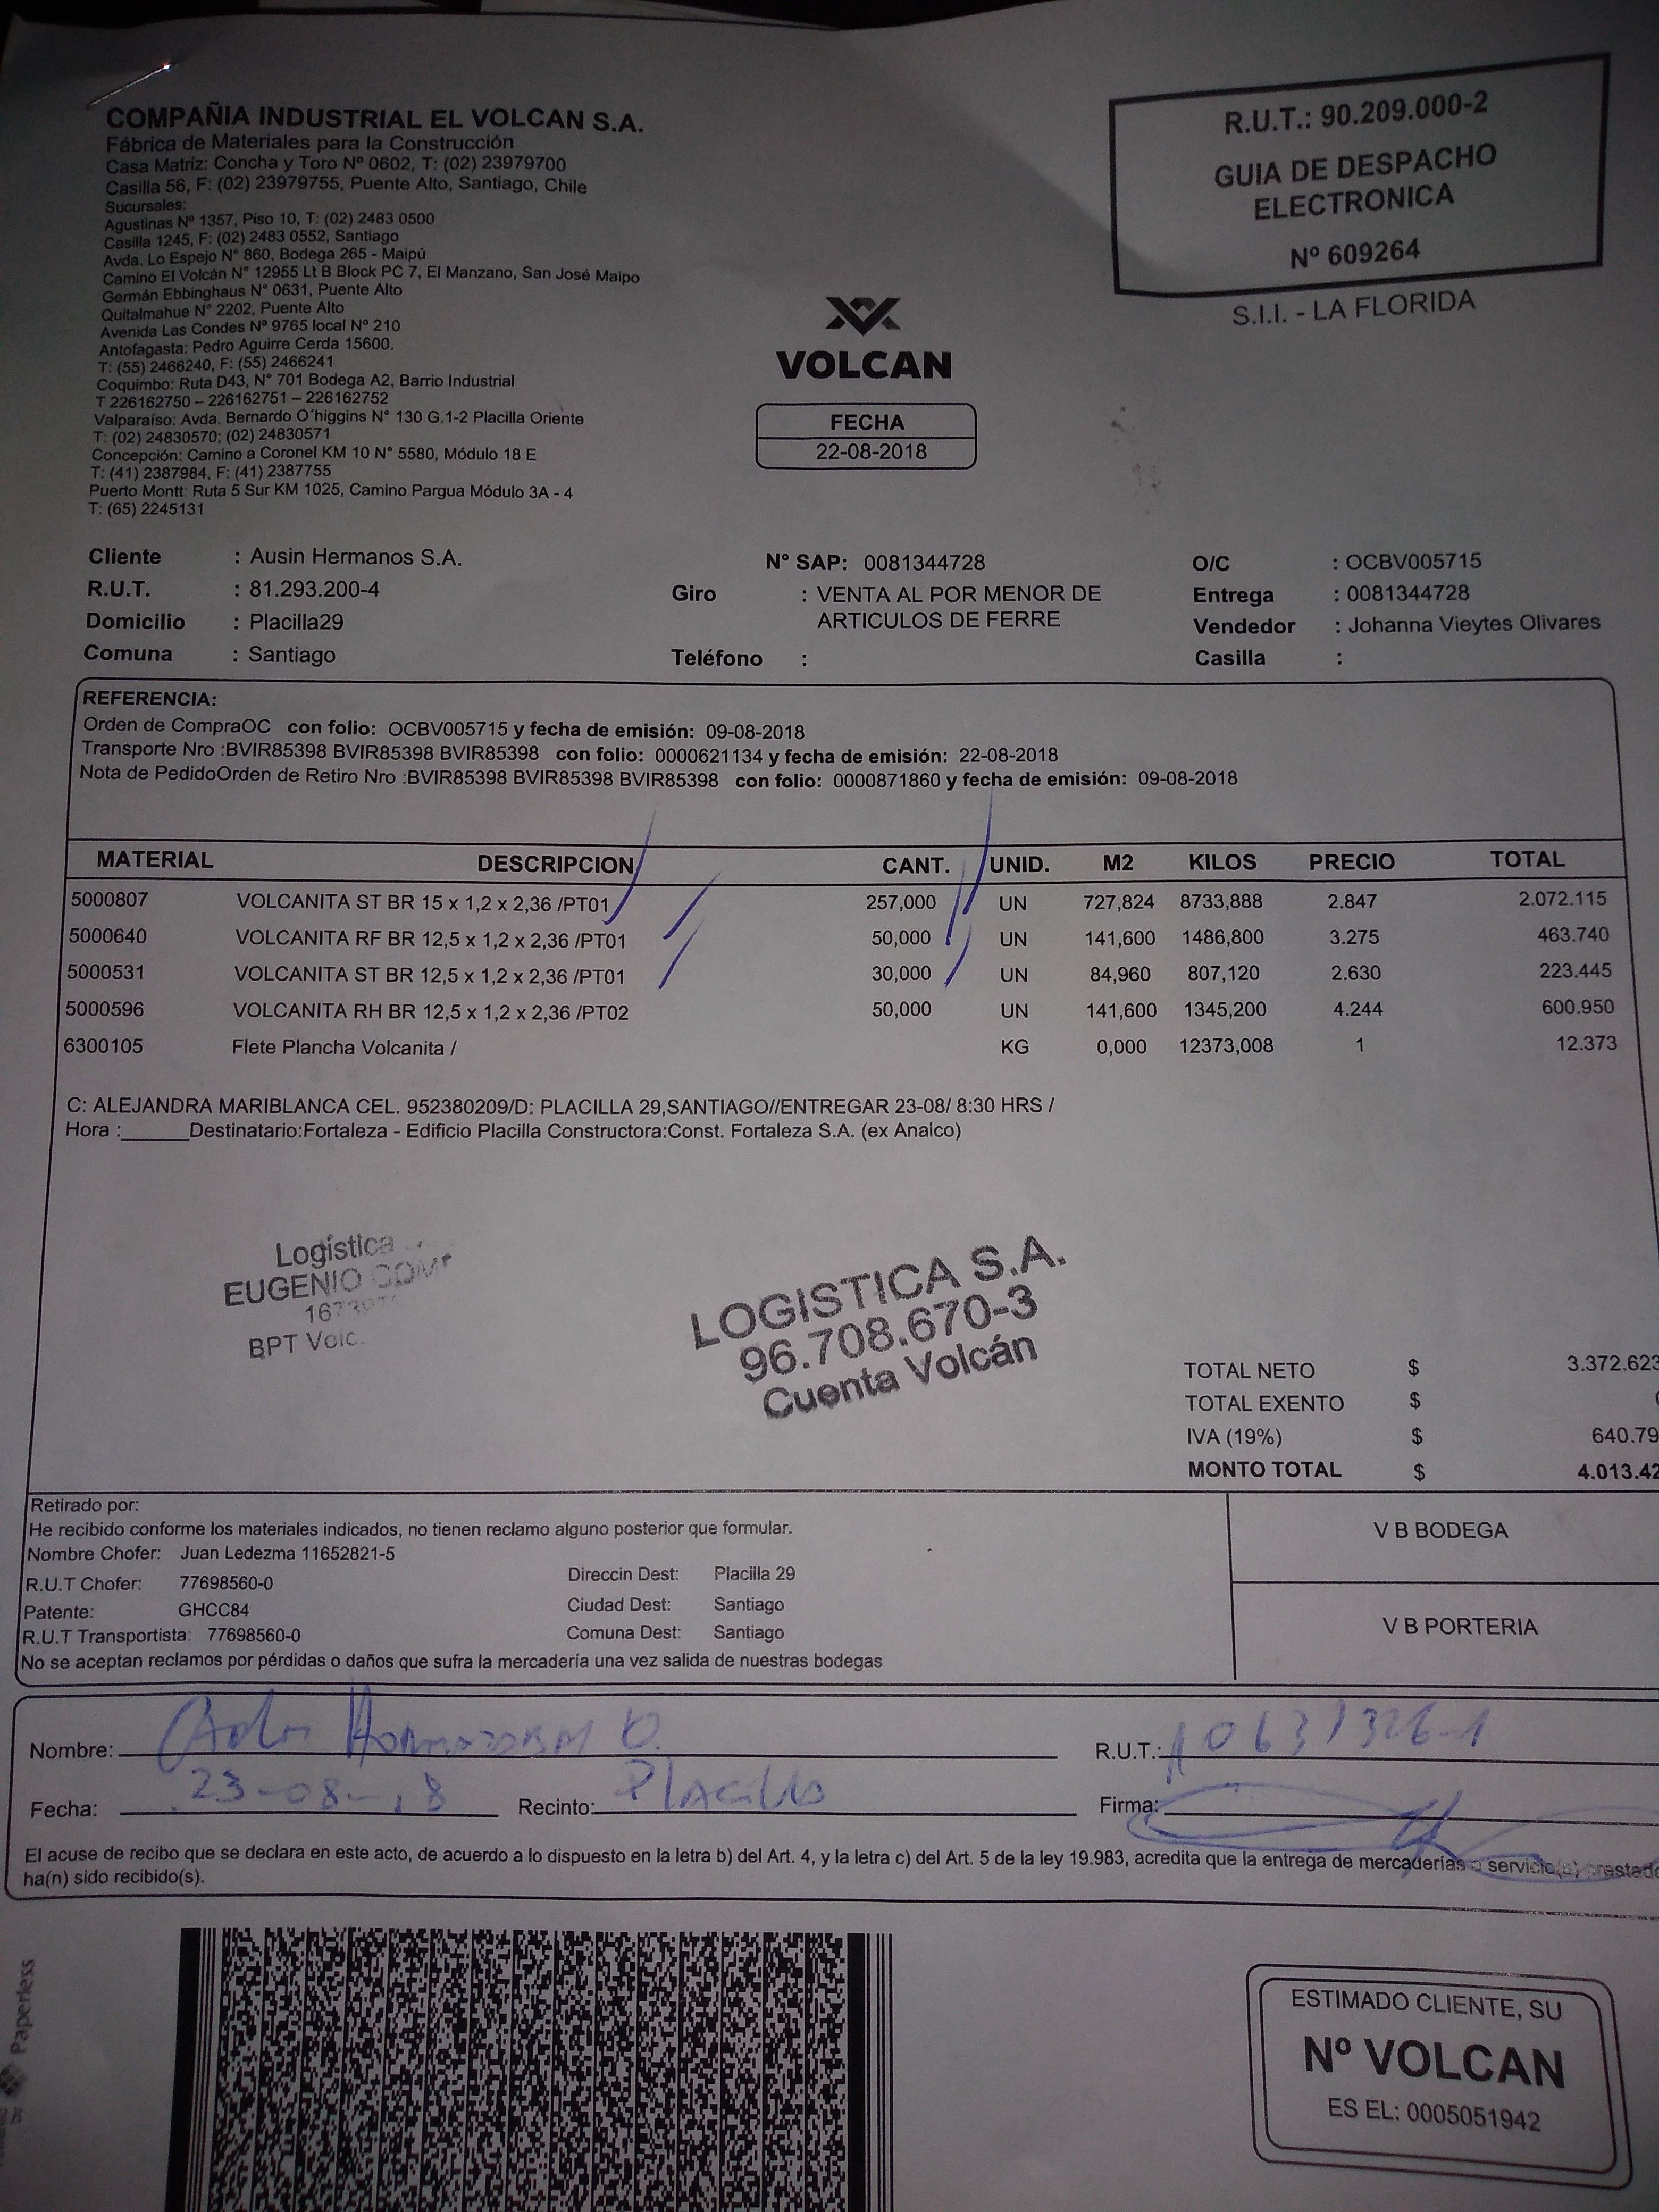 COMPAÑIA INDUSTRIAL EL VOLCAN S.A.
Fábrica de Materiales para la Construcción
Casa Matriz: Concha y Toro Nº 0602, T: (02) 23979700
Casilla 56, F: (02) 23979755, Puente Alto, Santiago, Chile
Sucursales:
Agustinas Nº 1357, Piso 10, T: (02) 2483 0500
Casilla 1245, F: (02) 2483 0552, Santiago
Avda. Lo Espejo N° 860, Bodega 265 - Maipú
Camino El Volcán N° 12955 Lt B Block PC 7, El Manzano, San José Maipo
Germán Ebbinghaus N° 0631, Puente Alto
Quitalmahue N° 2202, Puente Alto
Avenida Las Condes Nº 9765 local Nº 210
Antofagasta: Pedro Aguirre Cerda 15600.
T: (55) 2466240, F: (55) 2466241
Coquimbo: Ruta D43, N° 701 Bodega A2, Barrio Industrial
T 226162750 – 226162751 – 226162752
Valparaíso: Avda. Bernardo O´higgins N° 130 G.1-2 Placilla Oriente
T: (02) 24830570; (02) 24830571
Concepción: Camino a Coronel KM 10 N° 5580, Módulo 18 E
T: (41) 2387984, F: (41) 2387755
Puerto Montt: Ruta 5 Sur KM 1025, Camino Pargua Módulo 3A - 4
T: (65) 2245131
VOLCAN
FECHA
22-08-2018
R.U.T.: 90.209.000-2
GUIA DE DESPACHO
ELECTRONICA
Nº 609264
S.I.I. - LA FLORIDA
Cliente : Ausin Hermanos S.A. N° SAP: 0081344728 O/C : OCBV005715
R.U.T. : 81.293.200-4 Giro : VENTA AL POR MENOR DE Entrega : 0081344728
Domicilio : Placilla29 ARTICULOS DE FERRE Vendedor : Johanna Vieytes Olivares
Comuna : Santiago Teléfono : Casilla :
REFERENCIA:
Orden de CompraOC con folio: OCBV005715 y fecha de emisión: 09-08-2018
Transporte Nro :BVIR85398 BVIR85398 BVIR85398 con folio: 0000621134 y fecha de emisión: 22-08-2018
Nota de PedidoOrden de Retiro Nro :BVIR85398 BVIR85398 BVIR85398 con folio: 0000871860 y fecha de emisión: 09-08-2018
MATERIAL DESCRIPCION CANT. UNID. M2 KILOS PRECIO TOTAL
5000807 VOLCANITA ST BR 15 x 1,2 x 2,36 /PT01 257,000 UN 727,824 8733,888 2.847 2.072.115
5000640 VOLCANITA RF BR 12,5 x 1,2 x 2,36 /PT01 50,000 UN 141,600 1486,800 3.275 463.740
5000531 VOLCANITA ST BR 12,5 x 1,2 x 2,36 /PT01 30,000 UN 84,960 807,120 2.630 223.445
5000596 VOLCANITA RH BR 12,5 x 1,2 x 2,36 /PT02 50,000 UN 141,600 1345,200 4.244 600.950
6300105 Flete Plancha Volcanita / KG 0,000 12373,008 1 12.373
C: ALEJANDRA MARIBLANCA CEL. 952380209/D: PLACILLA 29,SANTIAGO//ENTREGAR 23-08/ 8:30 HRS /
Hora :______Destinatario:Fortaleza - Edificio Placilla Constructora:Const. Fortaleza S.A. (ex Analco)
Logística
EUGENIO
BPT
LOGISTICA S.A.
96.708.670-3
Cuenta Volcán
TOTAL NETO $ 3.372.623
TOTAL EXENTO $
IVA (19%) $ 640.79
MONTO TOTAL $ 4.013.42
Retirado por:
He recibido conforme los materiales indicados, no tienen reclamo alguno posterior que formular.
Nombre Chofer: Juan Ledezma 11652821-5
R.U.T Chofer: 77698560-0 Direccin Dest: Placilla 29
Patente: GHCC84 Ciudad Dest: Santiago
R.U.T Transportista: 77698560-0 Comuna Dest: Santiago
No se aceptan reclamos por pérdidas o daños que sufra la mercadería una vez salida de nuestras bodegas
V B BODEGA
V B PORTERIA
Nombre: R.U.T.: 10631326-1
Fecha: 23-08-18 Recinto: Placilla Firma:
El acuse de recibo que se declara en este acto, de acuerdo a lo dispuesto en la letra b) del Art. 4, y la letra c) del Art. 5 de la ley 19.983, acredita que la entrega de mercaderías o servicio(s) prestado
ha(n) sido recibido(s).
Paperless
ESTIMADO CLIENTE, SU
Nº VOLCAN
ES EL: 0005051942